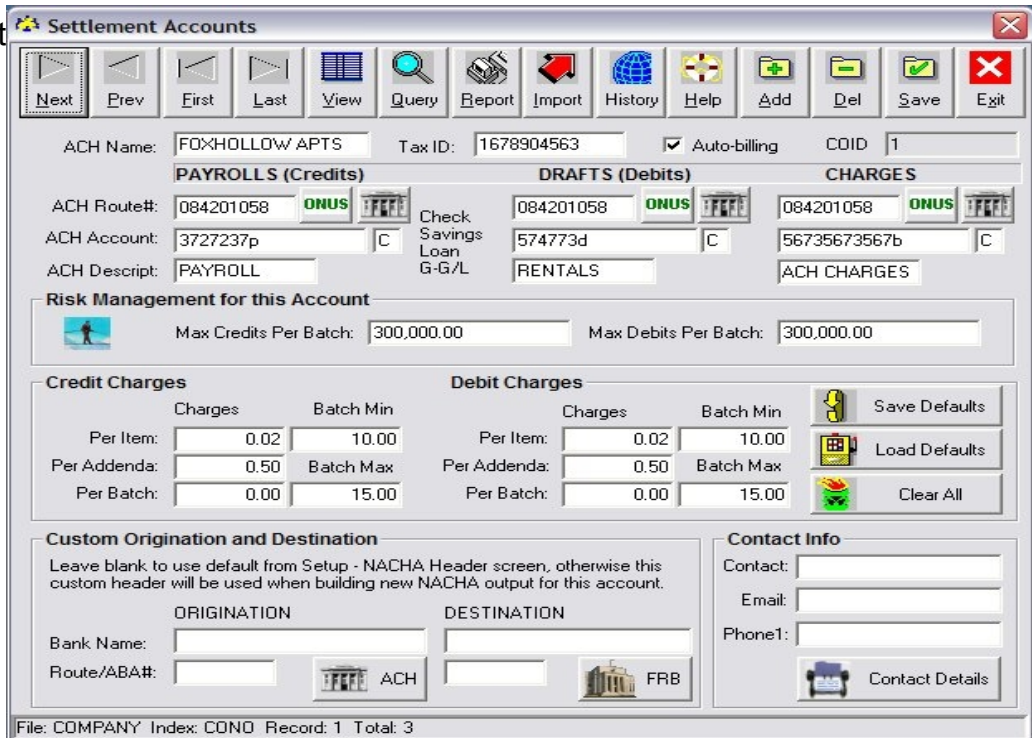 t
Settlement Accounts
Next Prev First Last View Query Report Import History Help Add Del Save Exit
ACH Name: FOXHOLLOW APTS Tax ID: 1678904563 Auto-billing COID 1
PAYROLLS (Credits) DRAFTS (Debits) CHARGES
ACH Route#: 084201058 ONUS 084201058 ONUS 084201058 ONUS
Check
ACH Account: 3727237p C Savings 574773d C 56735673567b C
Loan
ACH Descript: PAYROLL G-G/L RENTALS ACH CHARGES
Risk Management for this Account
Max Credits Per Batch: 300,000.00 Max Debits Per Batch: 300,000.00
Credit Charges Debit Charges
Charges Batch Min Charges Batch Min Save Defaults
Per Item: 0.02 10.00 Per Item: 0.02 10.00
Load Defaults
Per Addenda: 0.50 Batch Max Per Addenda: 0.50 Batch Max
Per Batch: 0.00 15.00 Per Batch: 0.00 15.00 Clear All
Custom Origination and Destination Contact Info
Leave blank to use default from Setup - NACHA Header screen, otherwise this Contact:
custom header will be used when building new NACHA output for this account.
Email:
ORIGINATION DESTINATION
Bank Name: Phone1:
Route/ABA#: ACH FRB Contact Details
File: COMPANY Index: CONO Record: 1 Total: 3